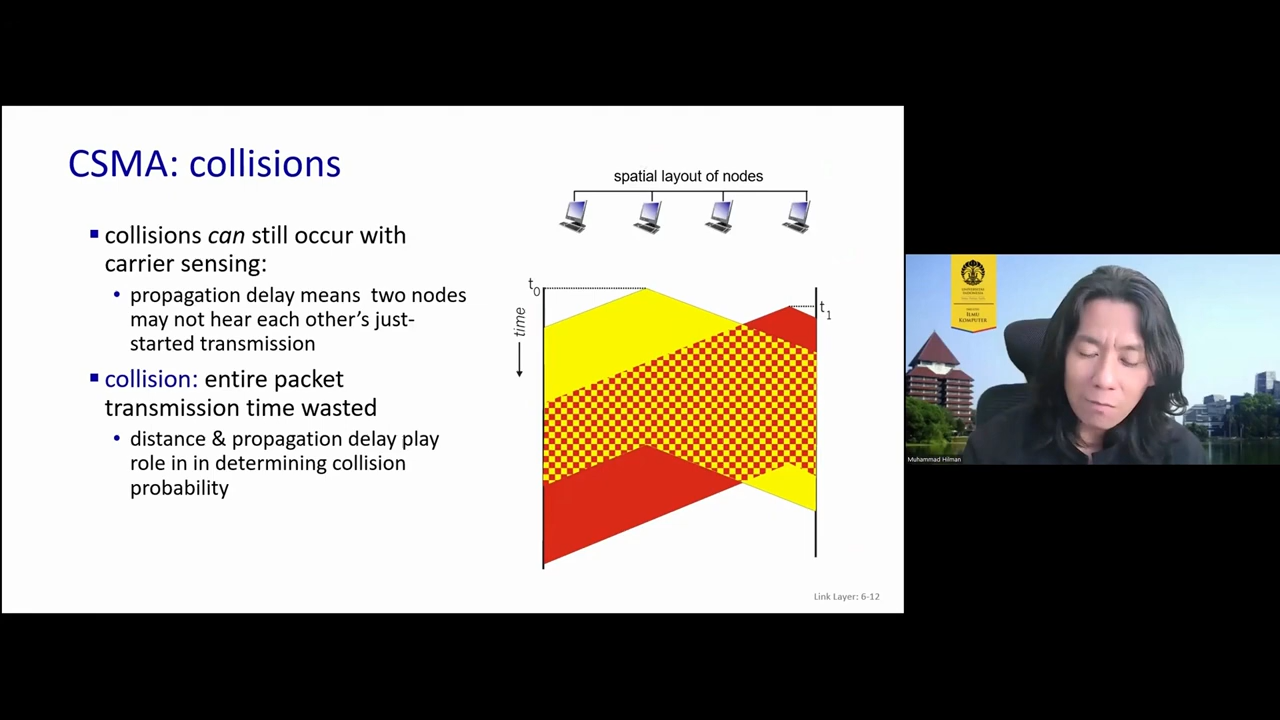 CSMA: collisions
▪ collisions can still occur with
carrier sensing:
• propagation delay means two nodes
may not hear each other's just-
started transmission
▪ collision: entire packet
transmission time wasted
• distance & propagation delay play
role in in determining collision
probability
spatial layout of nodes
t0
t1
time
Link Layer: 6-12
ILMU
KOMPUTER
Muhammad Hilman